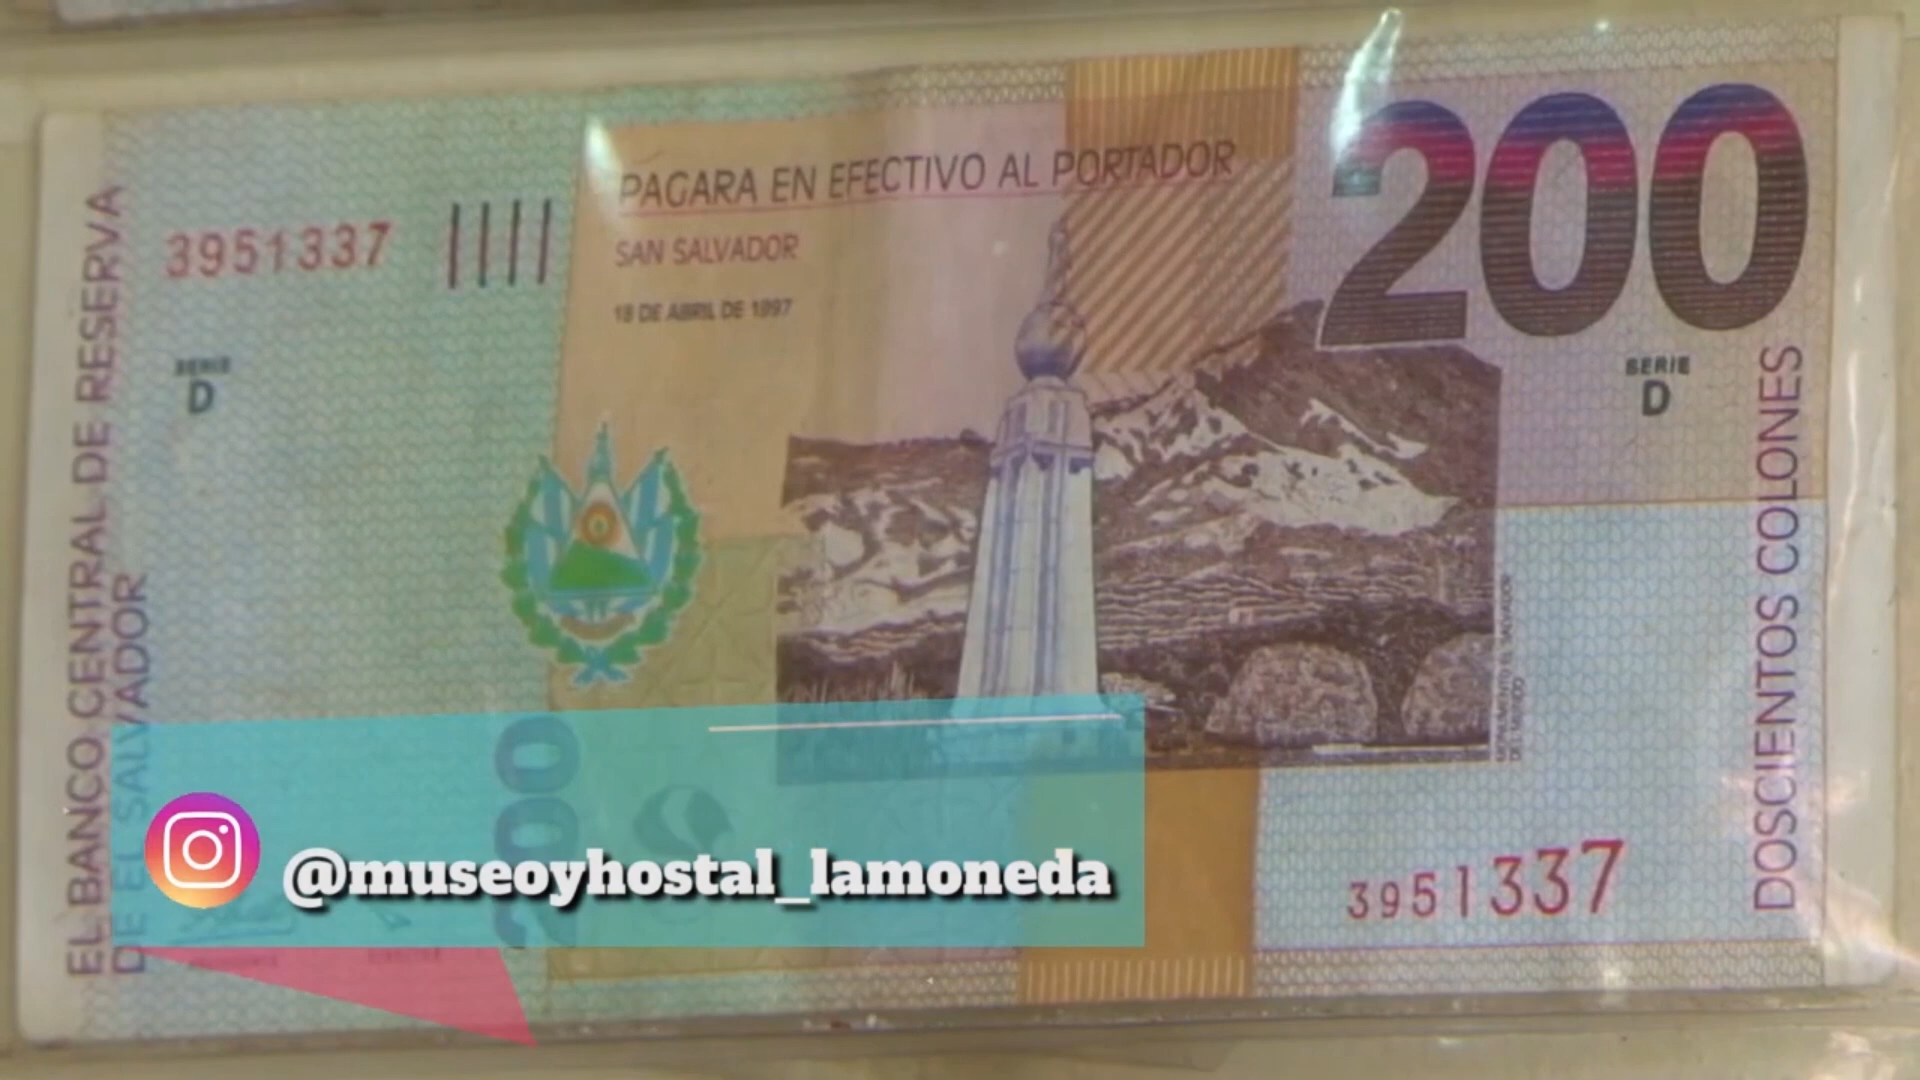 EL BANCO CENTRAL DE RESERVA
DE EL SALVADOR
3951337
SERIE
D
PAGARA EN EFECTIVO AL PORTADOR
SAN SALVADOR
18 DE ABRIL DE 1997
200
SERIE
D
DOSCIENTOS COLONES
200
@museoyhostal_lamoneda
3951337